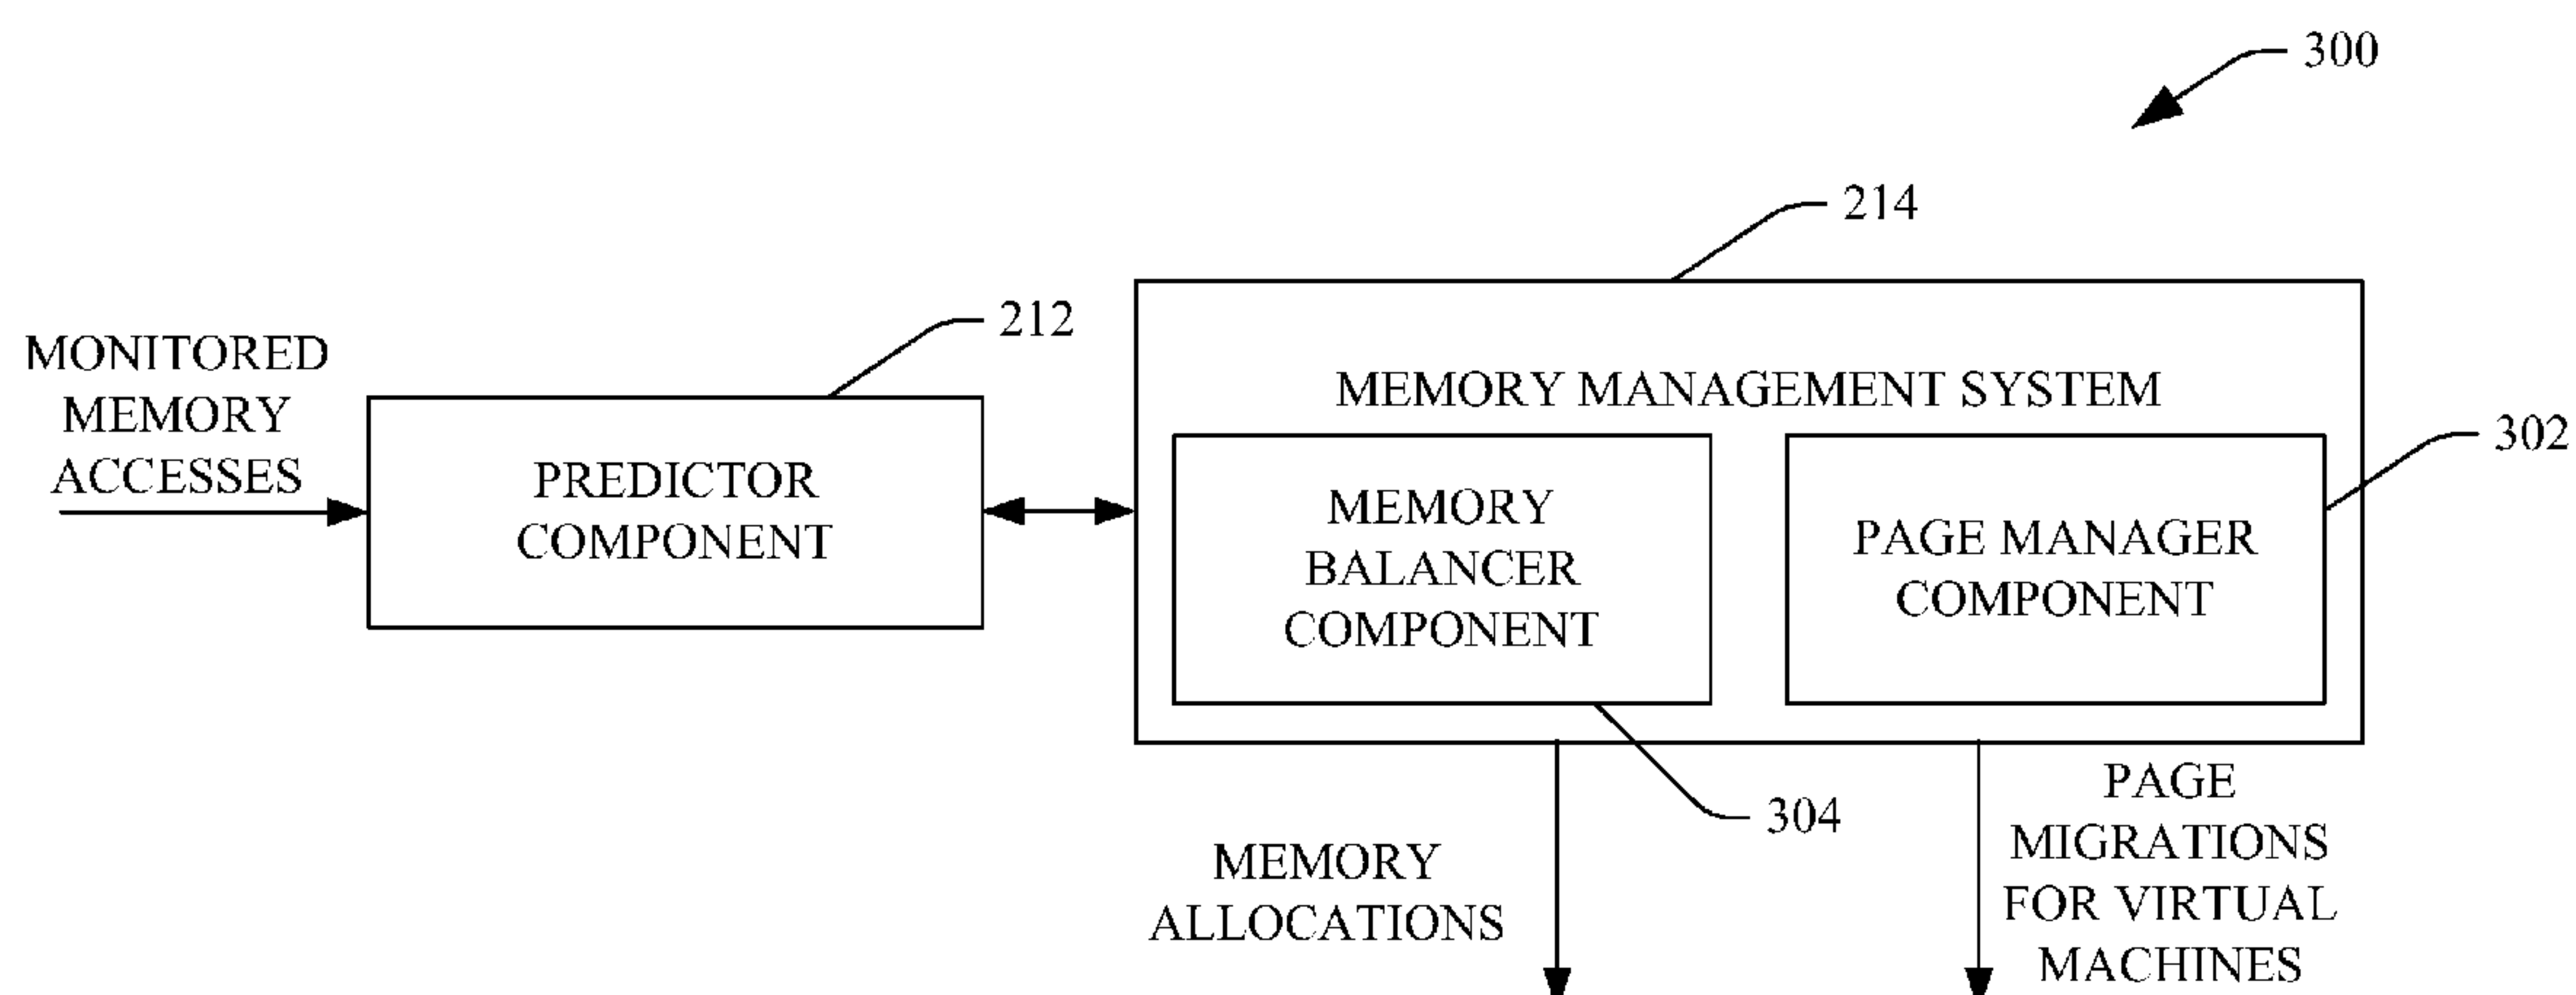 300
214
212
MONITORED
MEMORY
ACCESSES
PREDICTOR
COMPONENT
MEMORY MANAGEMENT SYSTEM
302
MEMORY
BALANCER
COMPONENT
PAGE MANAGER
COMPONENT
304
MEMORY
ALLOCATIONS
PAGE
MIGRATIONS
FOR VIRTUAL
MACHINES